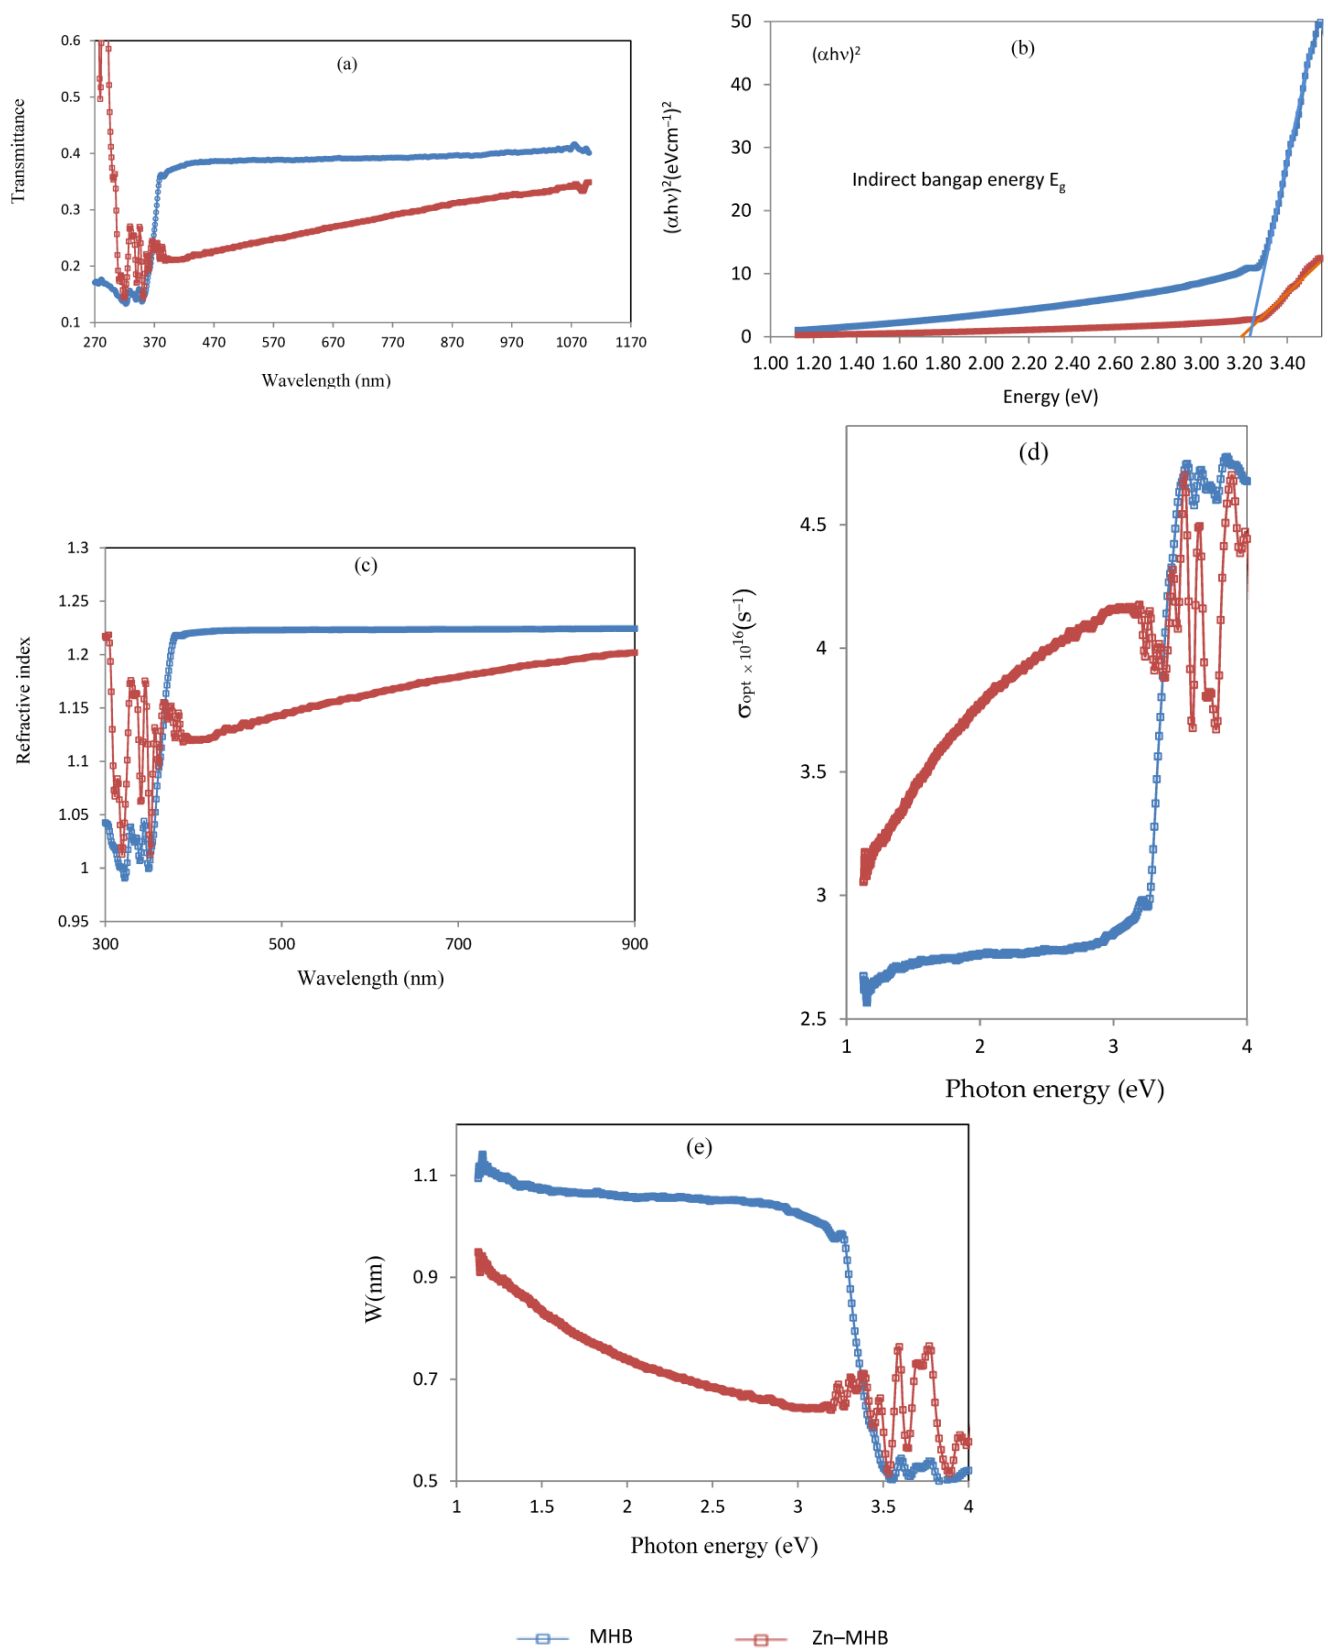 (a)
Transmittance
0.6
0.5
0.4
0.3
0.2
0.1
270 370 470 570 670 770 870 970 1070 1170
Wavelength (nm)
(b)
(αhν)²
(αhν)²(eVcm⁻¹)²
Indirect bangap energy Eg
50
40
30
20
10
0
1.00 1.20 1.40 1.60 1.80 2.00 2.20 2.40 2.60 2.80 3.00 3.20 3.40
Energy (eV)
(c)
Refractive index
1.3
1.25
1.2
1.15
1.1
1.05
1
0.95
300 500 700 900
Wavelength (nm)
(d)
σopt × 10¹⁶(s⁻¹)
4.5
4
3.5
3
2.5
1 2 3 4
Photon energy (eV)
(e)
W(nm)
1.1
0.9
0.7
0.5
1 1.5 2 2.5 3 3.5 4
Photon energy (eV)
MHB Zn–MHB